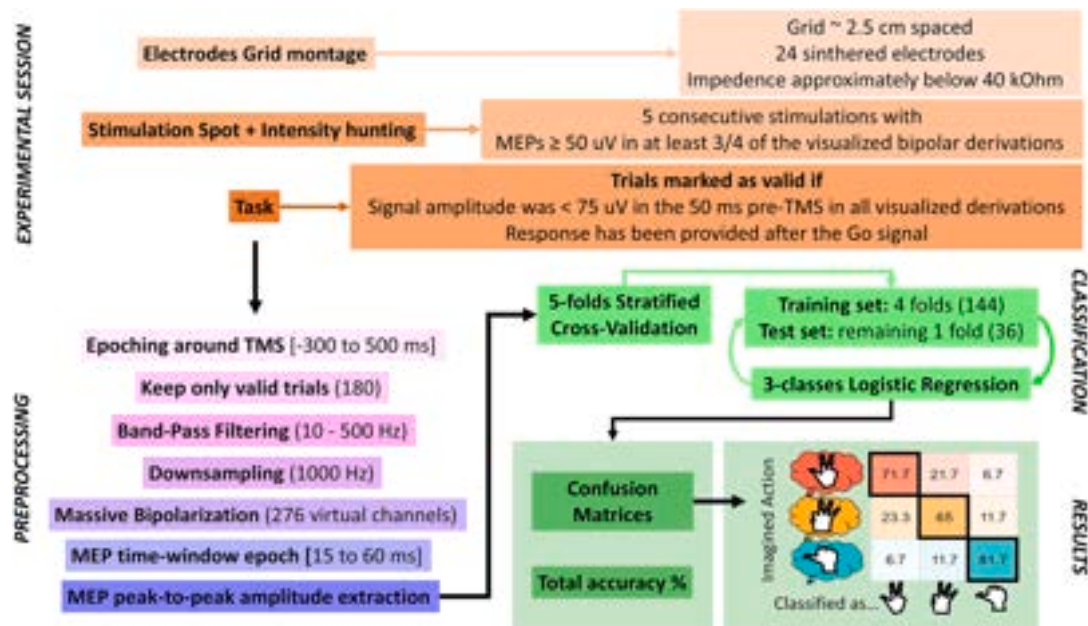 EXPERIMENTAL SESSION
Electrodes Grid montage
Grid ~ 2.5 cm spaced
24 sinthered electrodes
Impedence approximately below 40 kOhm
Stimulation Spot + Intensity hunting
5 consecutive stimulations with
MEPs ≥ 50 uV in at least 3/4 of the visualized bipolar derivations
Task
Trials marked as valid if
Signal amplitude was < 75 uV in the 50 ms pre-TMS in all visualized derivations
Response has been provided after the Go signal
PREPROCESSING
Epoching around TMS [-300 to 500 ms]
Keep only valid trials (180)
Band-Pass Filtering (10 - 500 Hz)
Downsampling (1000 Hz)
Massive Bipolarization (276 virtual channels)
MEP time-window epoch [15 to 60 ms]
MEP peak-to-peak amplitude extraction
CLASSIFICATION
5-folds Stratified
Cross-Validation
Training set: 4 folds (144)
Test set: remaining 1 fold (36)
3-classes Logistic Regression
RESULTS
Confusion
Matrices
Total accuracy %
Imagined Action
71.7 21.7 6.7
23.3 65 11.7
6.7 11.7 81.7
Classified as...